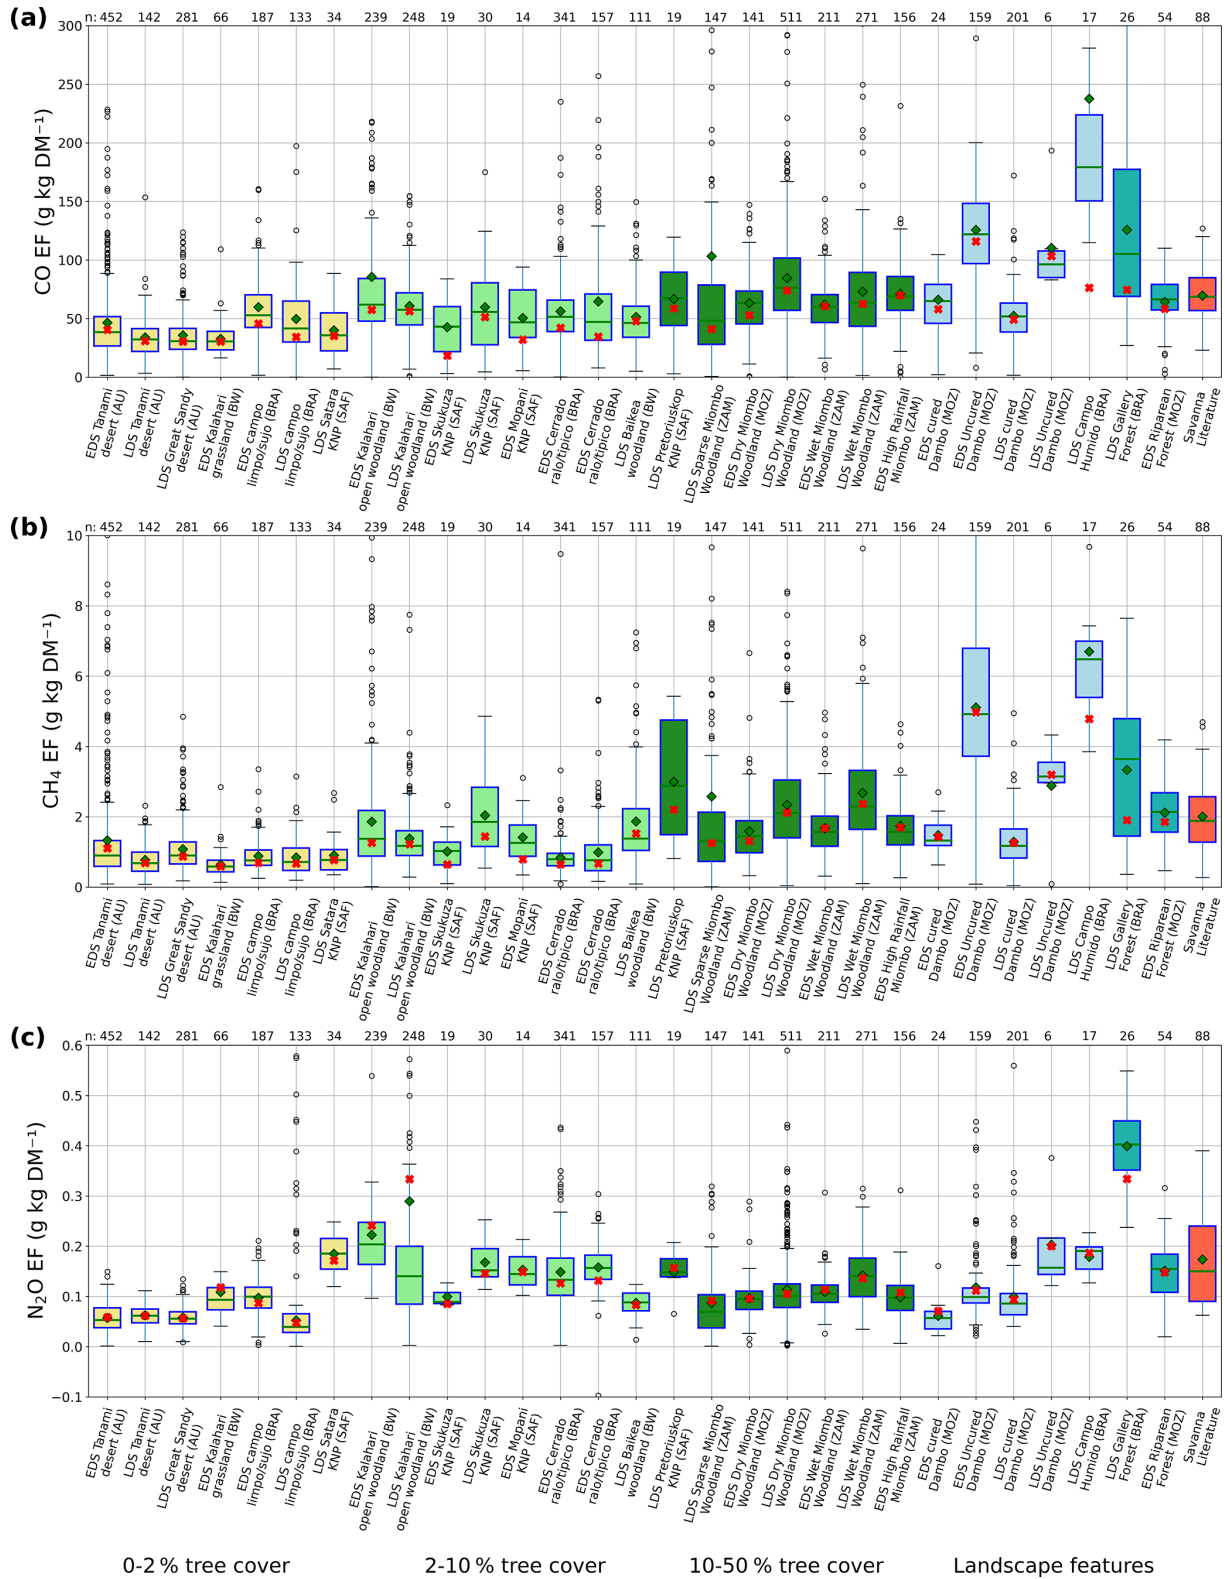 (a)
n: 452 142 281 66 187 133 34 239 248 19 30 14 341 157 111 19 147 141 511 211 271 156 24 159 201 6 17 26 54 88
300
250
200
150
100
50
0
CO EF (g kg DM⁻¹)
EDS Tanami
desert (AU)
LDS Tanami
desert (AU)
LDS Great Sandy
desert (AU)
EDS Kalahari
grassland (BW)
EDS campo
limpo/sujo (BRA)
LDS campo
limpo/sujo (BRA)
LDS Satara
KNP (SAF)
EDS Kalahari
open woodland (BW)
LDS Kalahari
open woodland (BW)
EDS Skukuza
KNP (SAF)
LDS Skukuza
KNP (SAF)
EDS Mopani
KNP (SAF)
EDS Cerrado
ralo/tipico (BRA)
EDS Cerrado
ralo/tipico (BRA)
LDS Baikea
woodland (BW)
LDS Pretoriuskop
KNP (SAF)
LDS Sparse Miombo
Woodland (ZAM)
EDS Dry Miombo
Woodland (MOZ)
LDS Dry Miombo
Woodland (MOZ)
EDS Wet Miombo
Woodland (ZAM)
LDS Wet Miombo
Woodland (ZAM)
EDS High Rainfall
Miombo (ZAM)
EDS cured
Dambo (MOZ)
EDS Uncured
Dambo (MOZ)
LDS cured
Dambo (MOZ)
LDS Uncured
Dambo (MOZ)
LDS Campo
Humido (BRA)
LDS Gallery
Forest (BRA)
EDS Riparean
Forest (MOZ)
Savanna
Literature
(b)
n: 452 142 281 66 187 133 34 239 248 19 30 14 341 157 111 19 147 141 511 211 271 156 24 159 201 6 17 26 54 88
10
8
6
4
2
0
CH₄ EF (g kg DM⁻¹)
EDS Tanami
desert (AU)
LDS Tanami
desert (AU)
LDS Great Sandy
desert (AU)
EDS Kalahari
grassland (BW)
EDS campo
limpo/sujo (BRA)
LDS campo
limpo/sujo (BRA)
LDS Satara
KNP (SAF)
EDS Kalahari
open woodland (BW)
LDS Kalahari
open woodland (BW)
EDS Skukuza
KNP (SAF)
LDS Skukuza
KNP (SAF)
EDS Mopani
KNP (SAF)
EDS Cerrado
ralo/tipico (BRA)
EDS Cerrado
ralo/tipico (BRA)
LDS Baikea
woodland (BW)
LDS Pretoriuskop
KNP (SAF)
LDS Sparse Miombo
Woodland (ZAM)
EDS Dry Miombo
Woodland (MOZ)
LDS Dry Miombo
Woodland (MOZ)
EDS Wet Miombo
Woodland (ZAM)
LDS Wet Miombo
Woodland (ZAM)
EDS High Rainfall
Miombo (ZAM)
EDS cured
Dambo (MOZ)
EDS Uncured
Dambo (MOZ)
LDS cured
Dambo (MOZ)
LDS Uncured
Dambo (MOZ)
LDS Campo
Humido (BRA)
LDS Gallery
Forest (BRA)
EDS Riparean
Forest (MOZ)
Savanna
Literature
(c)
n: 452 142 281 66 187 133 34 239 248 19 30 14 341 157 111 19 147 141 511 211 271 156 24 159 201 6 17 26 54 88
0.6
0.5
0.4
0.3
0.2
0.1
0.0
−0.1
N₂O EF (g kg DM⁻¹)
EDS Tanami
desert (AU)
LDS Tanami
desert (AU)
LDS Great Sandy
desert (AU)
EDS Kalahari
grassland (BW)
EDS campo
limpo/sujo (BRA)
LDS campo
limpo/sujo (BRA)
LDS Satara
KNP (SAF)
EDS Kalahari
open woodland (BW)
LDS Kalahari
open woodland (BW)
EDS Skukuza
KNP (SAF)
LDS Skukuza
KNP (SAF)
EDS Mopani
KNP (SAF)
EDS Cerrado
ralo/tipico (BRA)
EDS Cerrado
ralo/tipico (BRA)
LDS Baikea
woodland (BW)
LDS Pretoriuskop
KNP (SAF)
LDS Sparse Miombo
Woodland (ZAM)
EDS Dry Miombo
Woodland (MOZ)
LDS Dry Miombo
Woodland (MOZ)
EDS Wet Miombo
Woodland (ZAM)
LDS Wet Miombo
Woodland (ZAM)
EDS High Rainfall
Miombo (ZAM)
EDS cured
Dambo (MOZ)
EDS Uncured
Dambo (MOZ)
LDS cured
Dambo (MOZ)
LDS Uncured
Dambo (MOZ)
LDS Campo
Humido (BRA)
LDS Gallery
Forest (BRA)
EDS Riparean
Forest (MOZ)
Savanna
Literature
0-2 % tree cover 2-10 % tree cover 10-50 % tree cover Landscape features